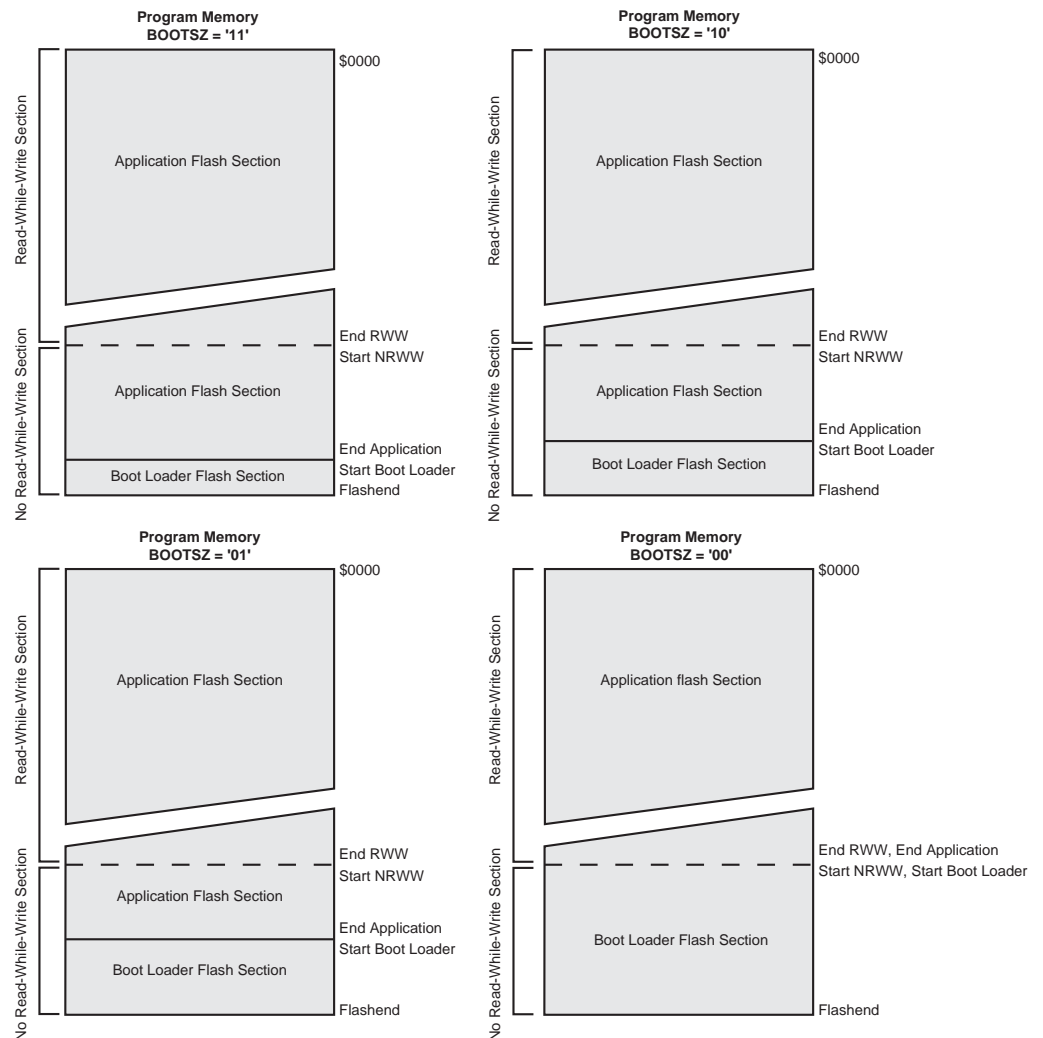 Program Memory
BOOTSZ = '11'
$0000
Read-While-Write Section
Application Flash Section
End RWW
Start NRWW
No Read-While-Write Section
Application Flash Section
End Application
Start Boot Loader
Boot Loader Flash Section
Flashend
Program Memory
BOOTSZ = '10'
$0000
Read-While-Write Section
Application Flash Section
End RWW
Start NRWW
No Read-While-Write Section
Application Flash Section
End Application
Start Boot Loader
Boot Loader Flash Section
Flashend
Program Memory
BOOTSZ = '01'
$0000
Read-While-Write Section
Application Flash Section
End RWW
Start NRWW
No Read-While-Write Section
Application Flash Section
End Application
Start Boot Loader
Boot Loader Flash Section
Flashend
Program Memory
BOOTSZ = '00'
$0000
Read-While-Write Section
Application flash Section
End RWW, End Application
Start NRWW, Start Boot Loader
No Read-While-Write Section
Boot Loader Flash Section
Flashend